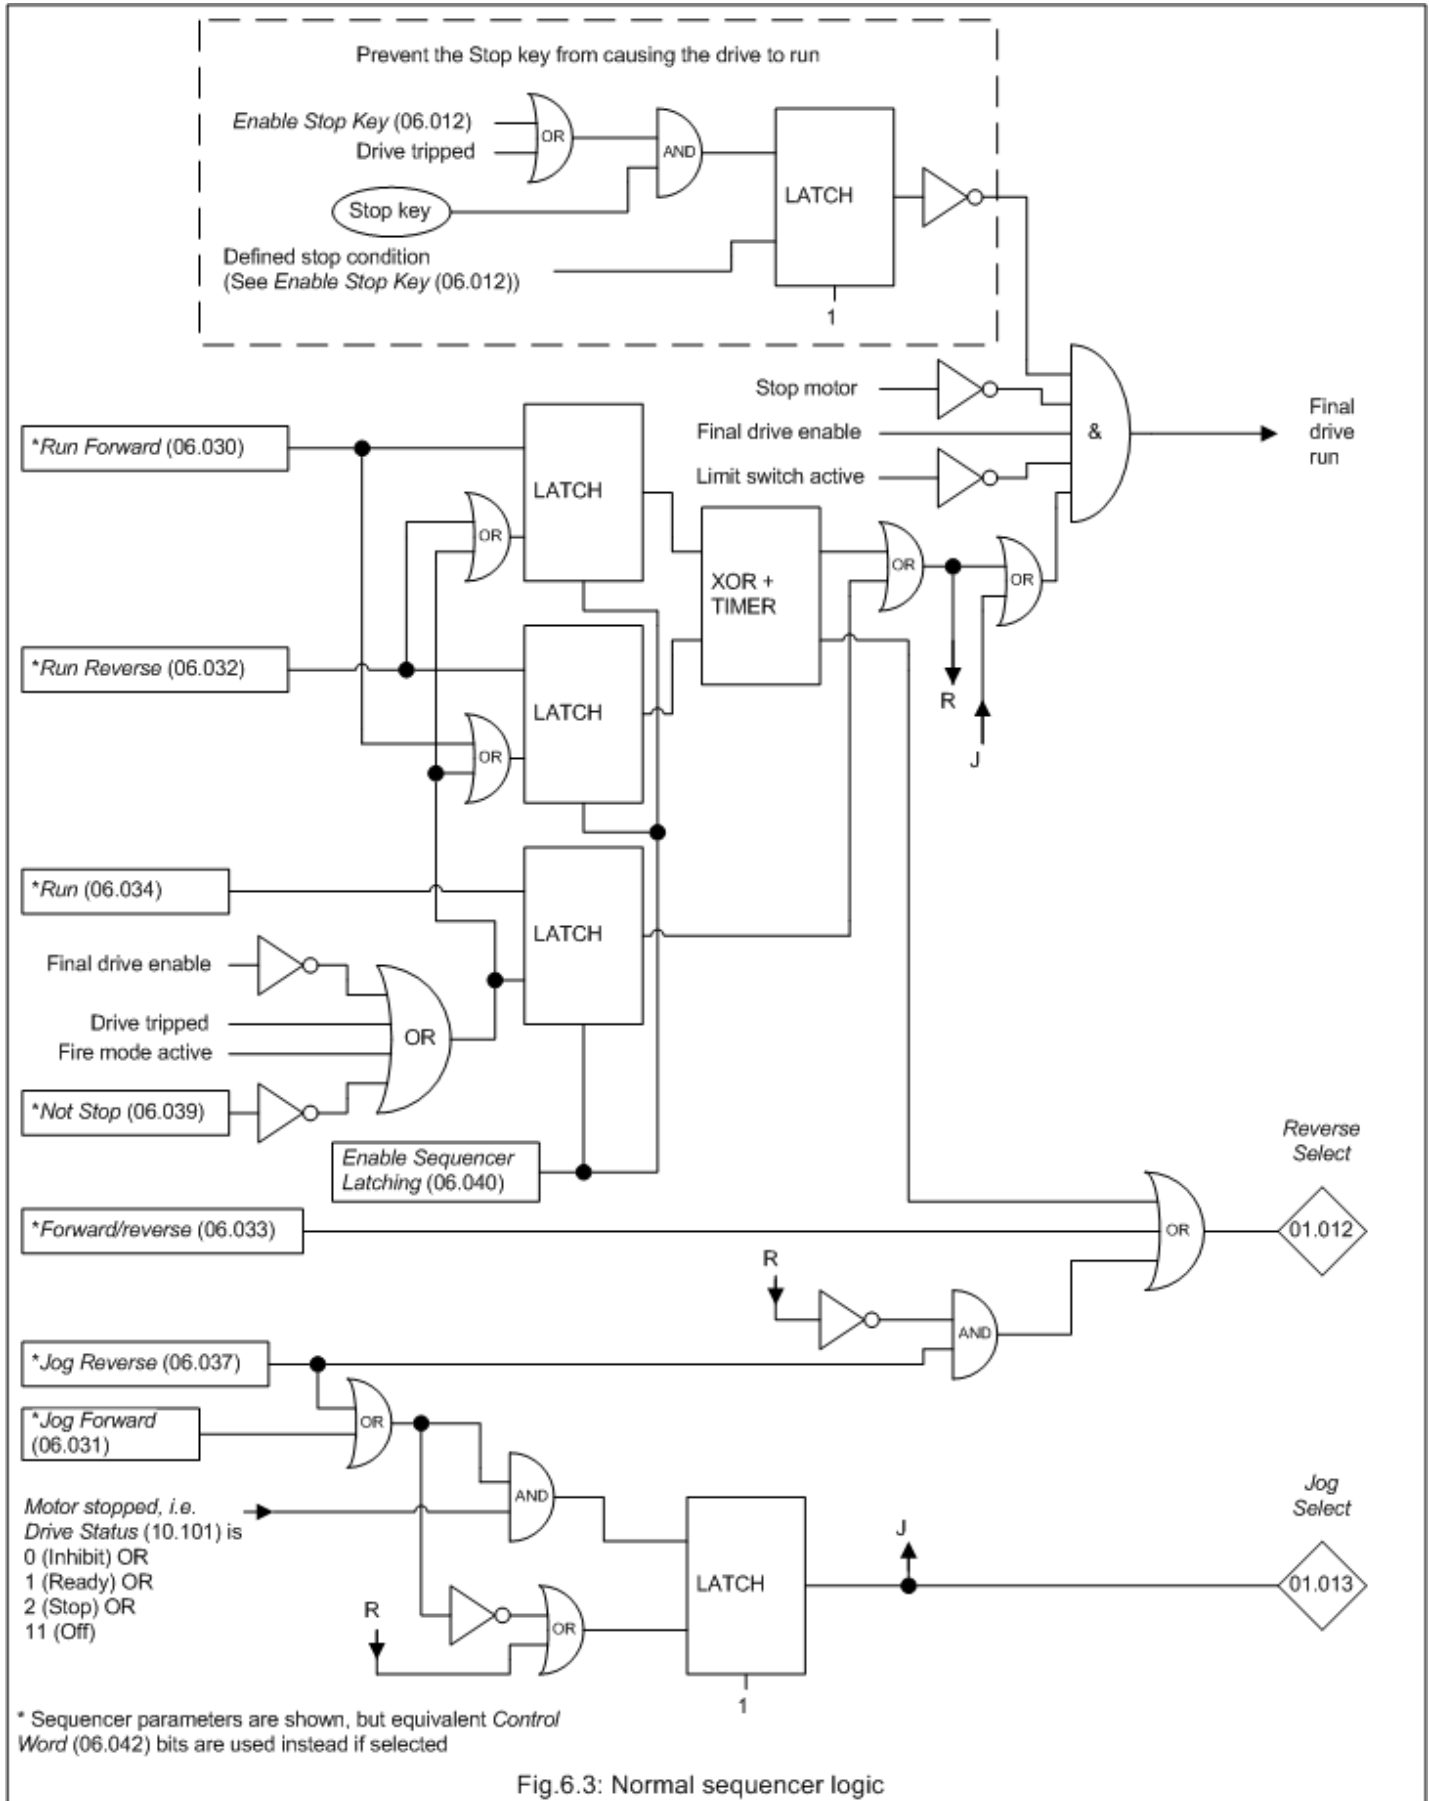 Prevent the Stop key from causing the drive to run
Enable Stop Key (06.012)
OR
Drive tripped
AND
Stop key
LATCH
Defined stop condition
(See Enable Stop Key (06.012))
1
Stop motor
Final drive enable
Limit switch active
&
Final
drive
run
*Run Forward (06.030)
LATCH
OR
XOR +
TIMER
OR
OR
R
J
*Run Reverse (06.032)
LATCH
OR
*Run (06.034)
LATCH
Final drive enable
Drive tripped
Fire mode active
OR
*Not Stop (06.039)
Enable Sequencer
Latching (06.040)
Reverse
Select
*Forward/reverse (06.033)
OR
01.012
R
AND
*Jog Reverse (06.037)
*Jog Forward
(06.031)
OR
AND
Motor stopped, i.e.
Drive Status (10.101) is
0 (Inhibit) OR
1 (Ready) OR
2 (Stop) OR
11 (Off)
Jog
Select
J
LATCH
01.013
R
OR
1
* Sequencer parameters are shown, but equivalent Control
Word (06.042) bits are used instead if selected
Fig.6.3: Normal sequencer logic